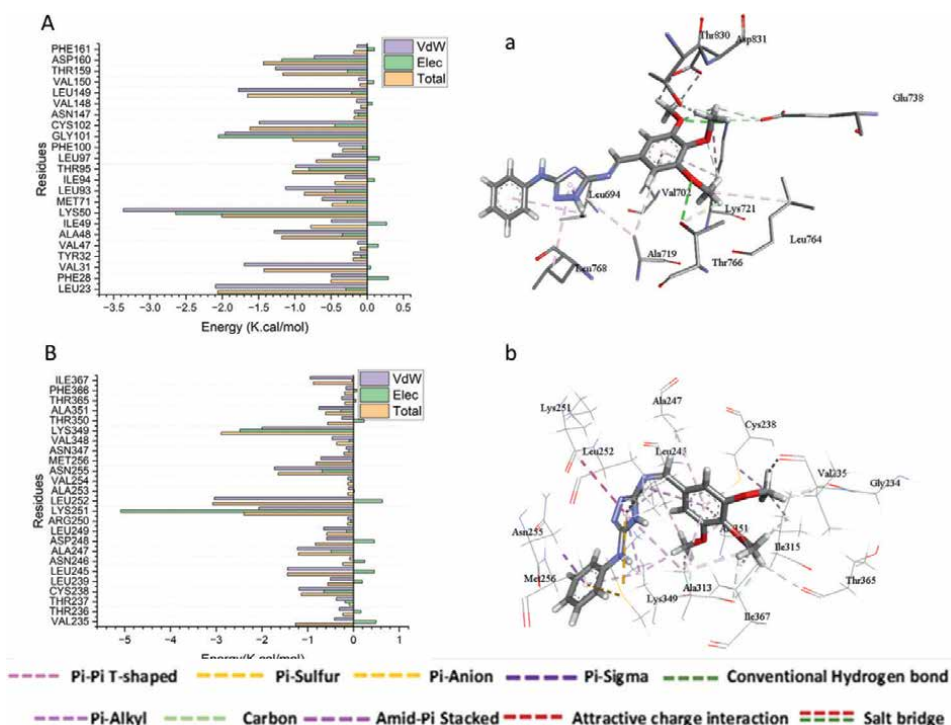 A
PHE161
ASP160
THR159
VAL150
LEU149
VAL148
ASN147
CYS102
GLY101
PHE100
LEU97
THR95
ILE94
LEU93
MET71
LYS50
ILE49
ALA48
VAL47
TYR32
VAL31
PHE28
LEU23
Residues
VdW
Elec
Total
-3.5 -3.0 -2.5 -2.0 -1.5 -1.0 -0.5 0.0 0.5
Energy (K.cal/mol)
a
Thr830
Asp831
Glu738
Leu694
Val702
Lys721
Leu764
Ala719
Thr766
Leu768
B
ILE367
PHE366
THR365
ALA351
THR350
LYS349
VAL348
ASN347
MET256
ASN255
VAL254
ALA253
LEU252
LYS251
ARG250
LEU249
ASP248
ALA247
ASN246
LEU245
LEU239
CYS238
THR237
THR236
VAL235
Residues
VdW
Elec
Total
-5 -4 -3 -2 -1 0 1
Energy(K.cal/mol)
b
Lys251
Ala247
Cys238
Leu252
Val235
Gly234
Asn255
Ile315
Met256
Thr365
Lys349
Ala313
Ile367
Pi-Pi T-shaped Pi-Sulfur Pi-Anion Pi-Sigma Conventional Hydrogen bond
Pi-Alkyl Carbon Amid-Pi Stacked Attractive charge interaction Salt bridge